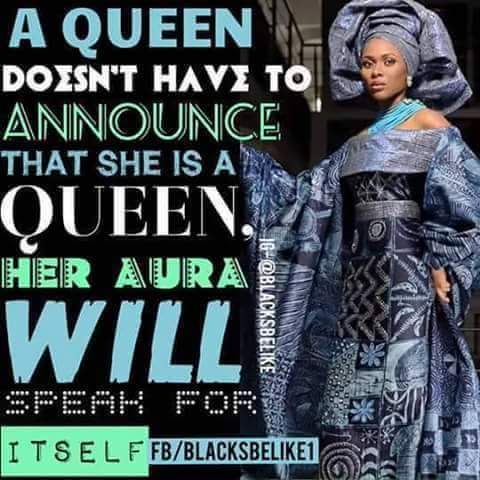 A QUEEN
DOESN'T HAVE TO
ANNOUNCE
THAT SHE IS A
QUEEN,
HER AURA
WILL
SPEAK FOR
ITSELF
FB/BLACKSBELIKE1
IG-@BLACKSBELIKE